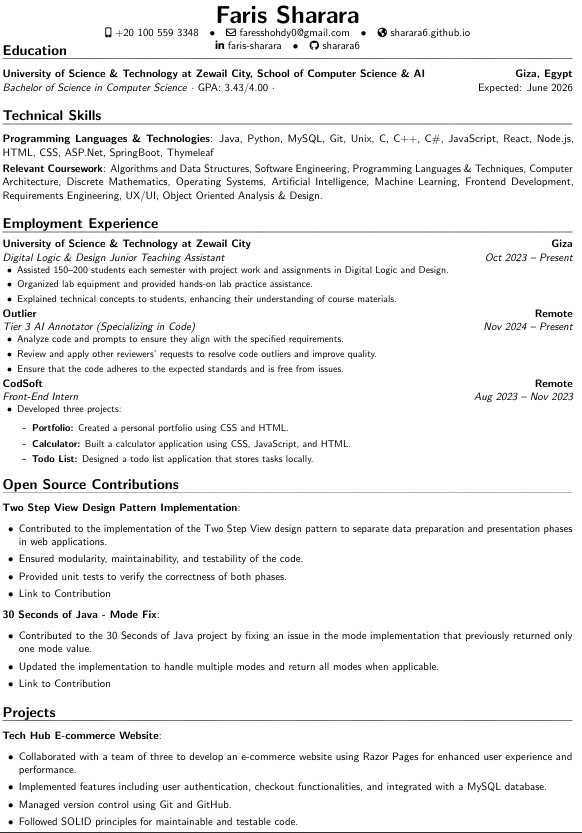 Faris Sharara
+20 100 559 3348 • faresshohdy0@gmail.com • sharara6.github.io
faris-sharara • sharara6
Education
University of Science & Technology at Zewail City, School of Computer Science & AI Giza, Egypt
Bachelor of Science in Computer Science · GPA: 3.43/4.00 · Expected: June 2026
Technical Skills
Programming Languages & Technologies: Java, Python, MySQL, Git, Unix, C, C++, C#, JavaScript, React, Node.js,
HTML, CSS, ASP.Net, SpringBoot, Thymeleaf
Relevant Coursework: Algorithms and Data Structures, Software Engineering, Programming Languages & Techniques, Computer
Architecture, Discrete Mathematics, Operating Systems, Artificial Intelligence, Machine Learning, Frontend Development,
Requirements Engineering, UX/UI, Object Oriented Analysis & Design.
Employment Experience
University of Science & Technology at Zewail City Giza
Digital Logic & Design Junior Teaching Assistant Oct 2023 – Present
• Assisted 150–200 students each semester with project work and assignments in Digital Logic and Design.
• Organized lab equipment and provided hands-on lab practice assistance.
• Explained technical concepts to students, enhancing their understanding of course materials.
Outlier Remote
Tier 3 AI Annotator (Specializing in Code) Nov 2024 – Present
• Analyze code and prompts to ensure they align with the specified requirements.
• Review and apply other reviewers' requests to resolve code outliers and improve quality.
• Ensure that the code adheres to the expected standards and is free from issues.
CodSoft Remote
Front-End Intern Aug 2023 – Nov 2023
• Developed three projects:
- Portfolio: Created a personal portfolio using CSS and HTML.
- Calculator: Built a calculator application using CSS, JavaScript, and HTML.
- Todo List: Designed a todo list application that stores tasks locally.
Open Source Contributions
Two Step View Design Pattern Implementation:
• Contributed to the implementation of the Two Step View design pattern to separate data preparation and presentation phases
in web applications.
• Ensured modularity, maintainability, and testability of the code.
• Provided unit tests to verify the correctness of both phases.
• Link to Contribution
30 Seconds of Java - Mode Fix:
• Contributed to the 30 Seconds of Java project by fixing an issue in the mode implementation that previously returned only
one mode value.
• Updated the implementation to handle multiple modes and return all modes when applicable.
• Link to Contribution
Projects
Tech Hub E-commerce Website:
• Collaborated with a team of three to develop an e-commerce website using Razor Pages for enhanced user experience and
performance.
• Implemented features including user authentication, checkout functionalities, and integrated with a MySQL database.
• Managed version control using Git and GitHub.
• Followed SOLID principles for maintainable and testable code.